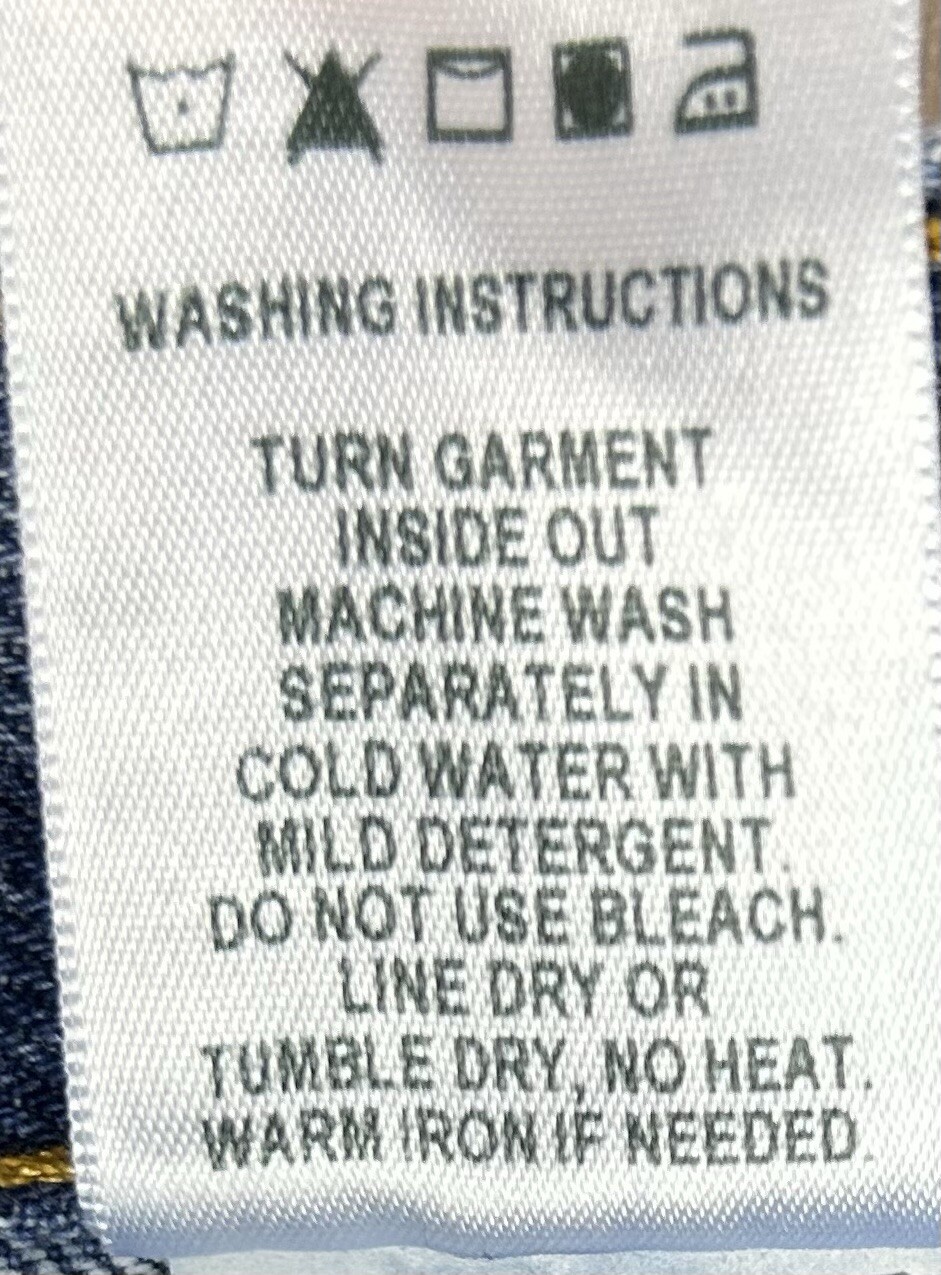 WASHING INSTRUCTIONS
TURN GARMENT
INSIDE OUT
MACHINE WASH
SEPARATELY IN
COLD WATER WITH
MILD DETERGENT.
DO NOT USE BLEACH.
LINE DRY OR
TUMBLE DRY, NO HEAT.
WARM IRON IF NEEDED.